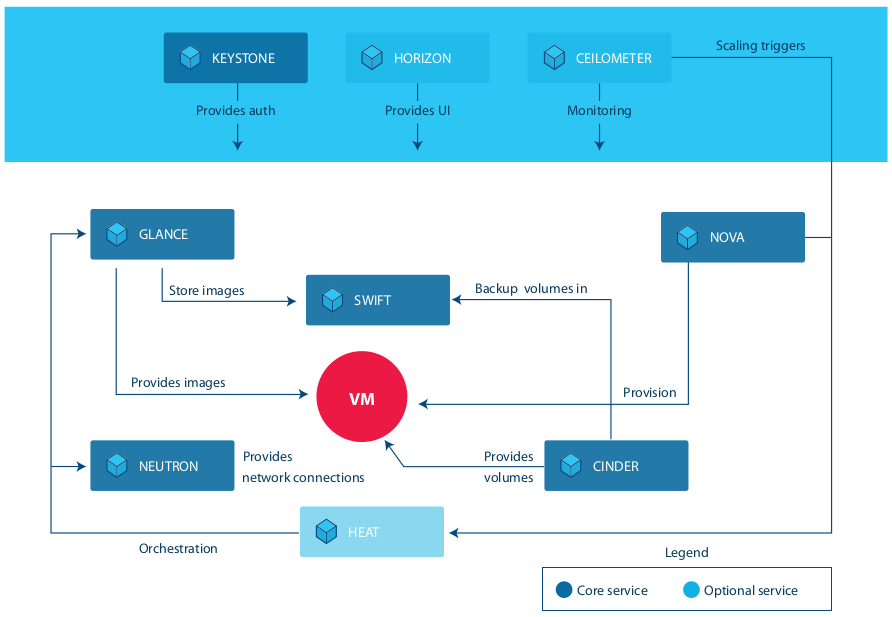 KEYSTONE
HORIZON
CEILOMETER
Scaling triggers
Provides auth
Provides UI
Monitoring
GLANCE
NOVA
Store images
SWIFT
Backup volumes in
Provides images
VM
Provision
NEUTRON
Provides
network connections
Provides
volumes
CINDER
HEAT
Orchestration
Legend
Core service
Optional service